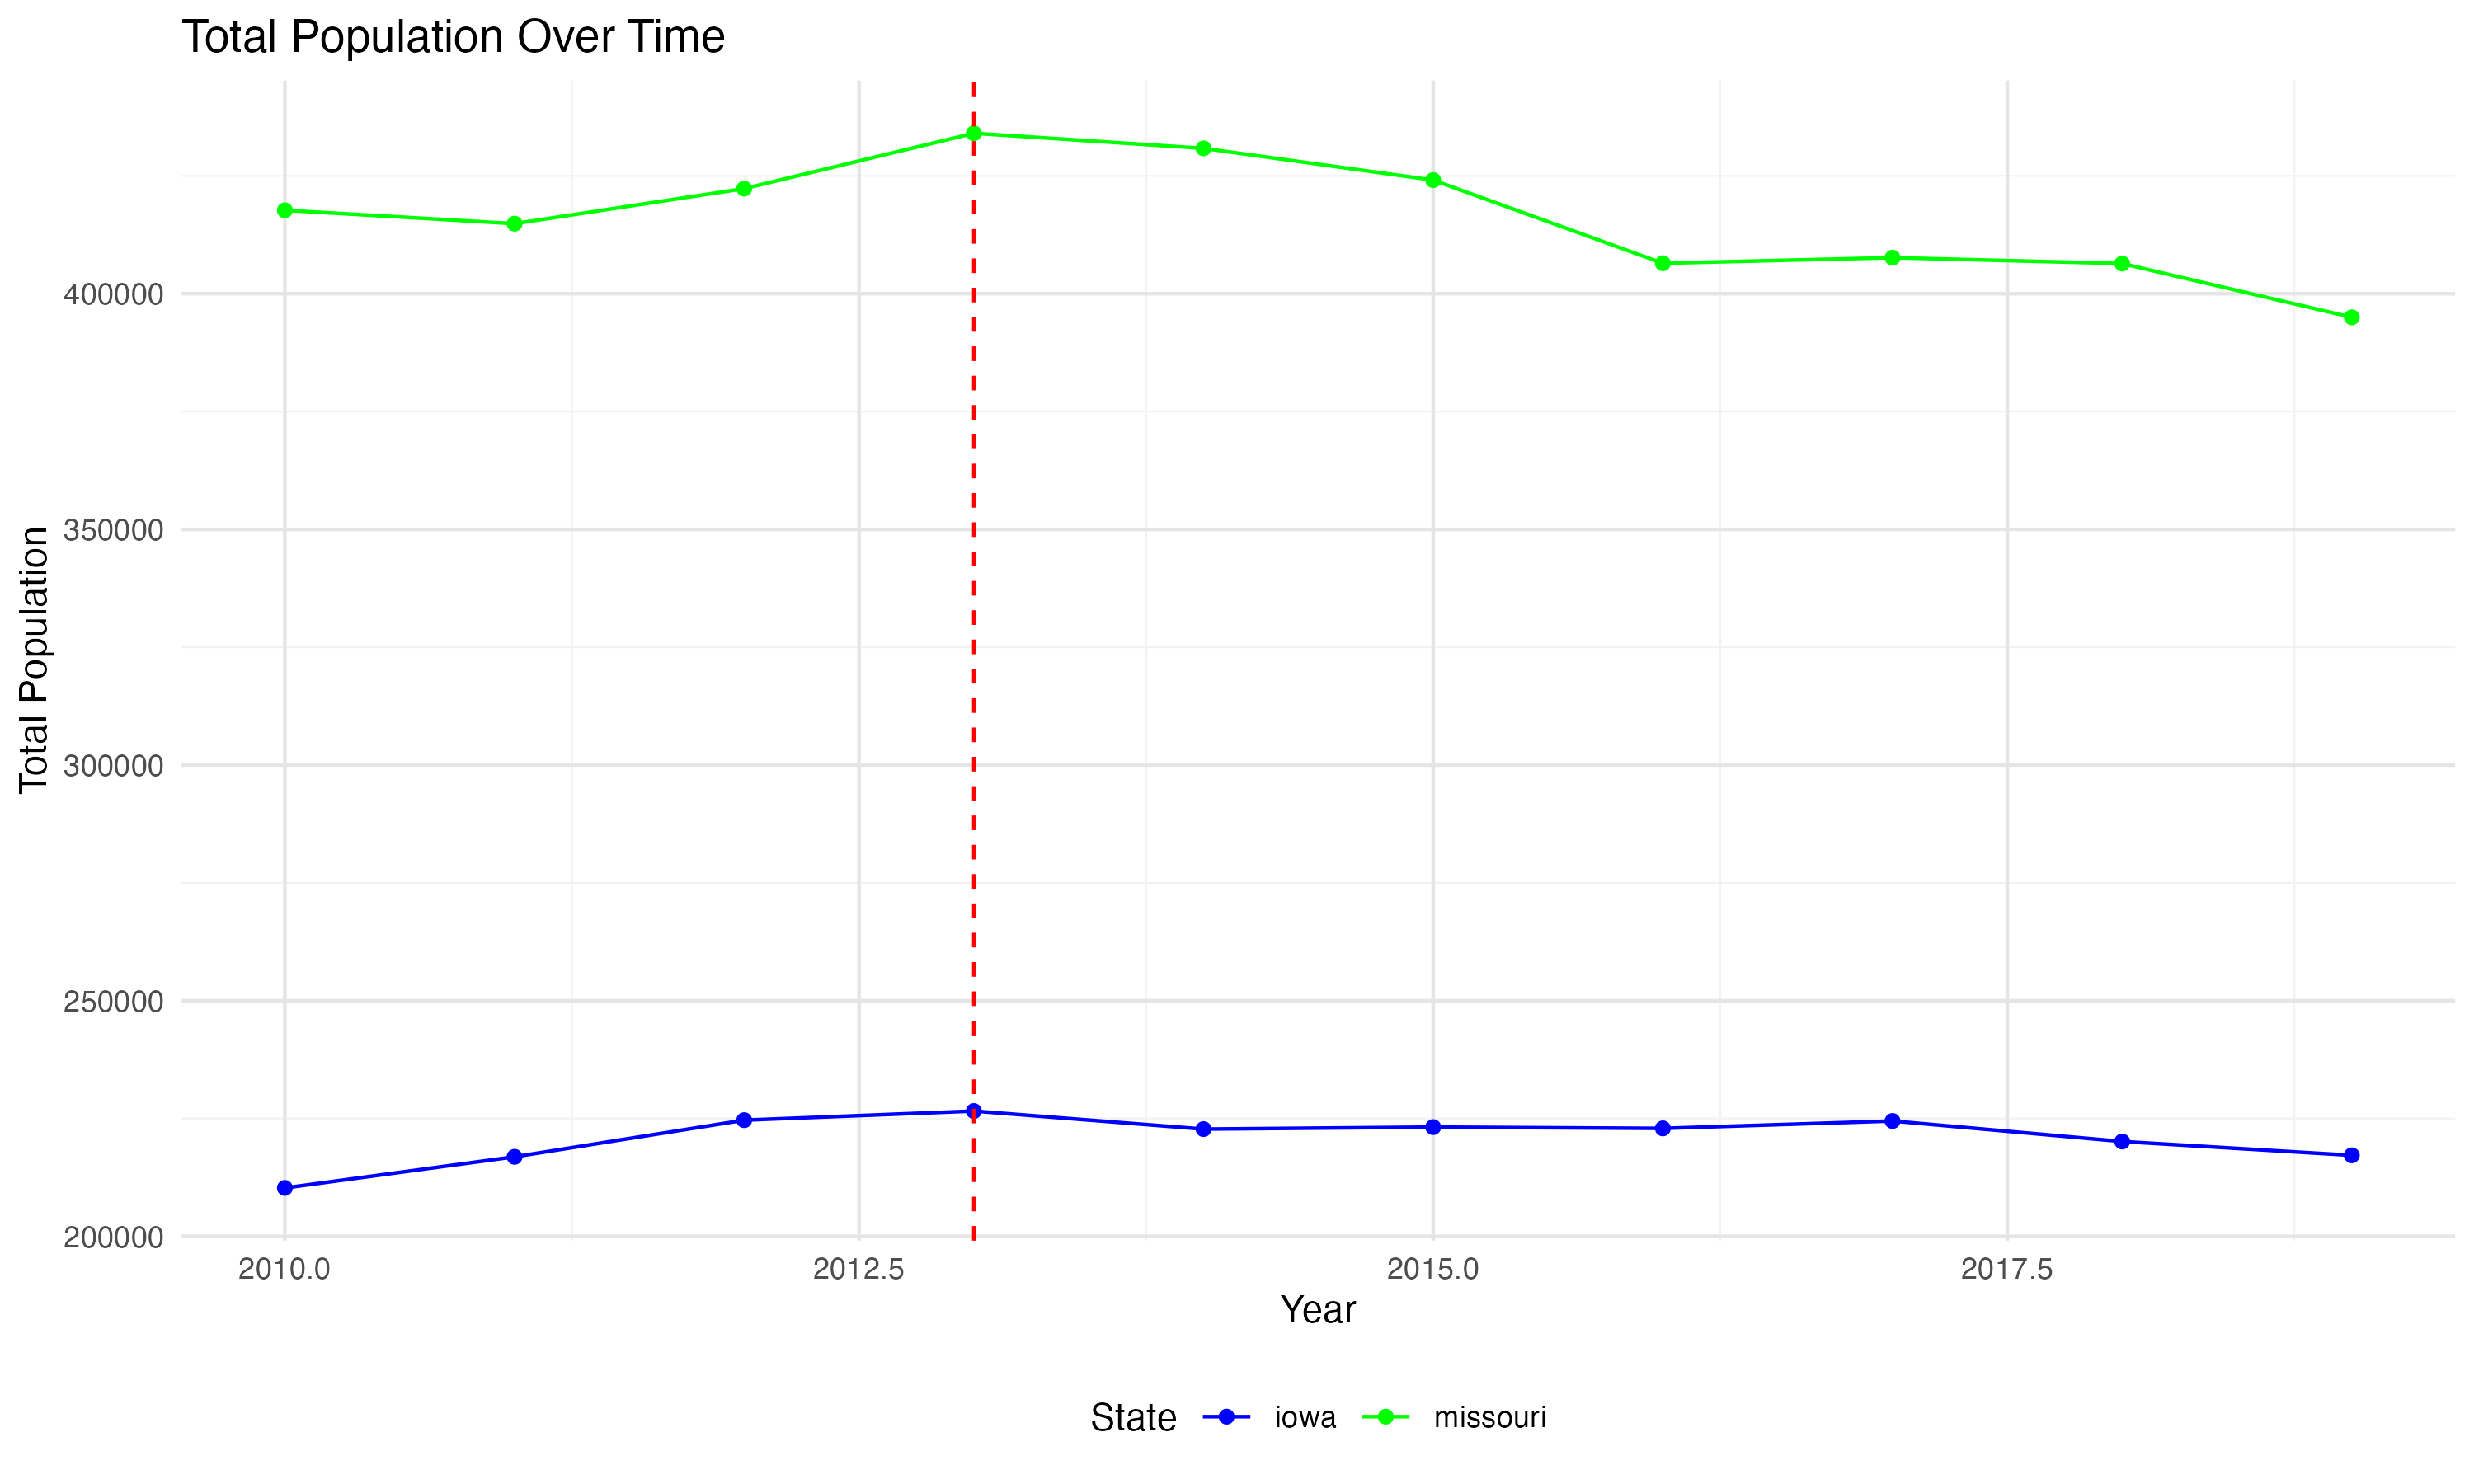 Total Population Over Time
Total Population
400000
350000
300000
250000
200000
2010.0 2012.5 2015.0 2017.5
Year
State iowa missouri